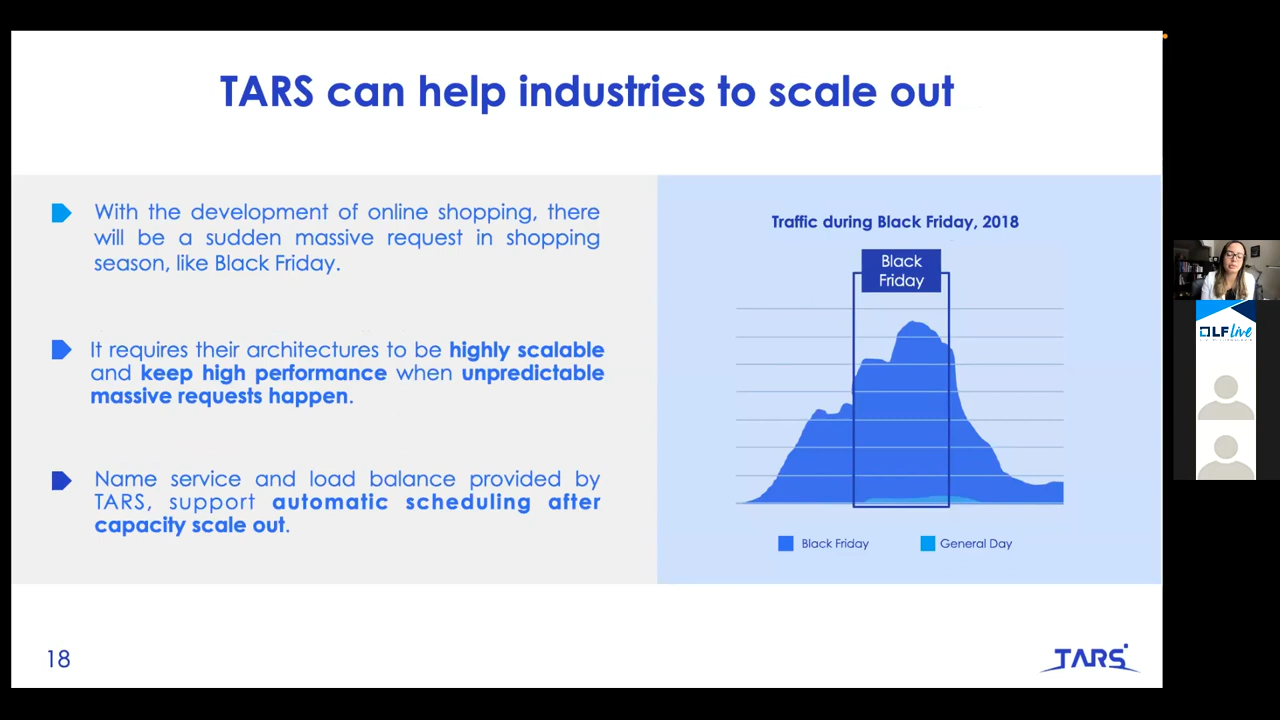 TARS can help industries to scale out
With the development of online shopping, there
will be a sudden massive request in shopping
season, like Black Friday.
It requires their architectures to be highly scalable
and keep high performance when unpredictable
massive requests happen.
Name service and load balance provided by
TARS, support automatic scheduling after
capacity scale out.
Traffic during Black Friday, 2018
Black
Friday
Black Friday
General Day
18
TARS
LF Live